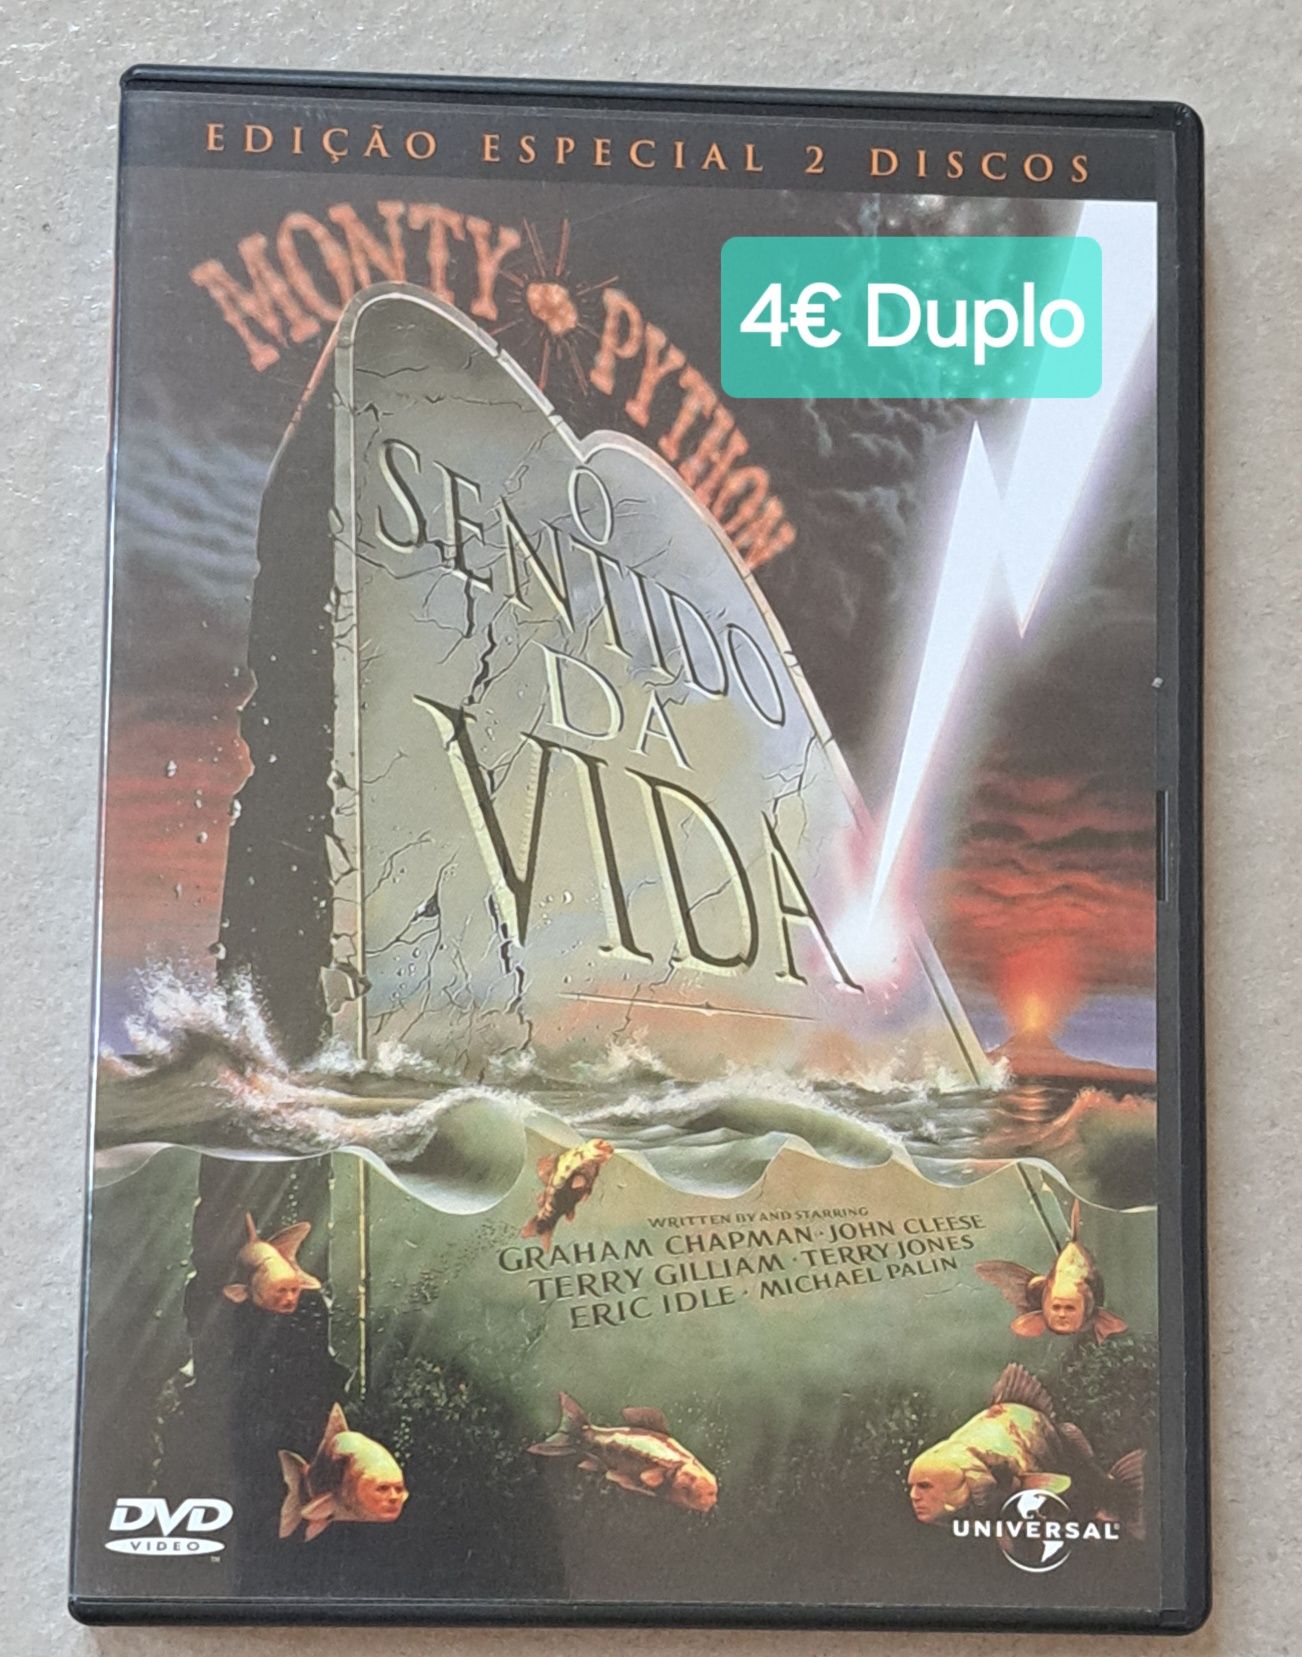 EDIÇÃO ESPECIAL 2 DISCOS
MONTY PYTHON
4€ Duplo
O
SENTIDO
DA
VIDA
WRITTEN BY AND STARRING
GRAHAM CHAPMAN · JOHN CLEESE
TERRY GILLIAM · TERRY JONES
ERIC IDLE · MICHAEL PALIN
DVD
VIDEO
TM
UNIVERSAL